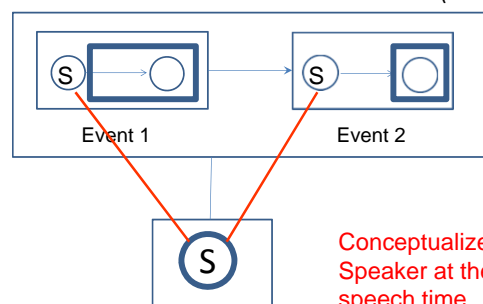 S
S
Event 1
Event 2
S
Conceptualize
Speaker at the
speech time